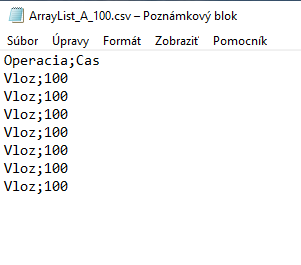 ArrayList_A_100.csv – Poznámkový blok
Súbor Úpravy Formát Zobraziť Pomocník
Operacia;Cas
Vloz;100
Vloz;100
Vloz;100
Vloz;100
Vloz;100
Vloz;100
Vloz;100